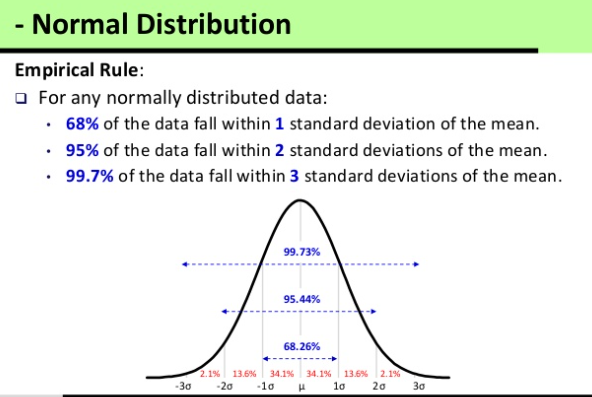 - Normal Distribution
Empirical Rule:
❑ For any normally distributed data:
• 68% of the data fall within 1 standard deviation of the mean.
• 95% of the data fall within 2 standard deviations of the mean.
• 99.7% of the data fall within 3 standard deviations of the mean.
99.73%
95.44%
68.26%
2.1% 13.6% 34.1% 34.1% 13.6% 2.1%
-3σ -2σ -1σ μ 1σ 2σ 3σ